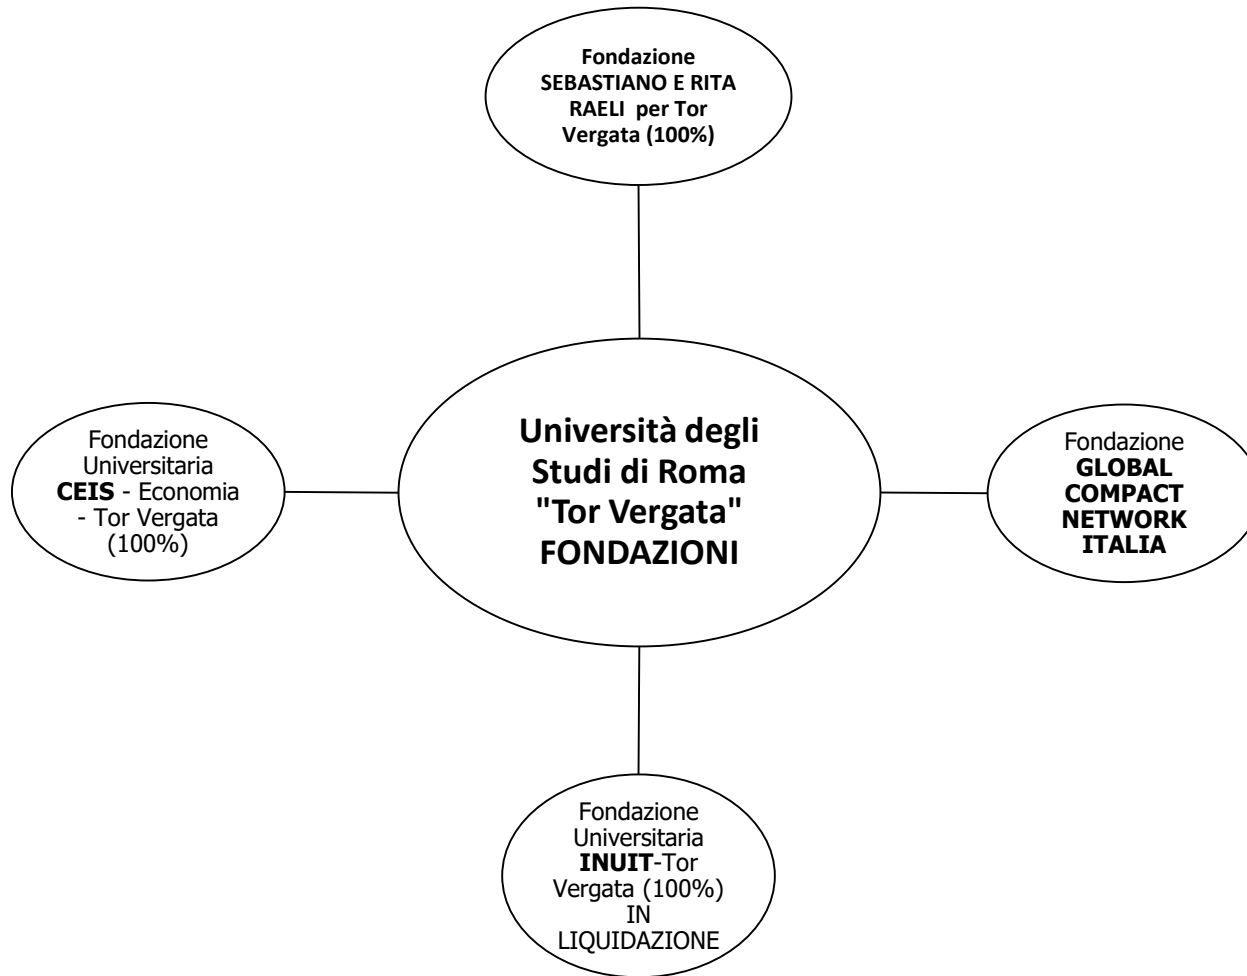 Fondazione
SEBASTIANO E RITA
RAELI per Tor
Vergata (100%)
Università degli
Studi di Roma
"Tor Vergata"
FONDAZIONI
Fondazione
Universitaria
CEIS - Economia
- Tor Vergata
(100%)
Fondazione
GLOBAL
COMPACT
NETWORK
ITALIA
Fondazione
Universitaria
INUIT-Tor
Vergata (100%)
IN
LIQUIDAZIONE